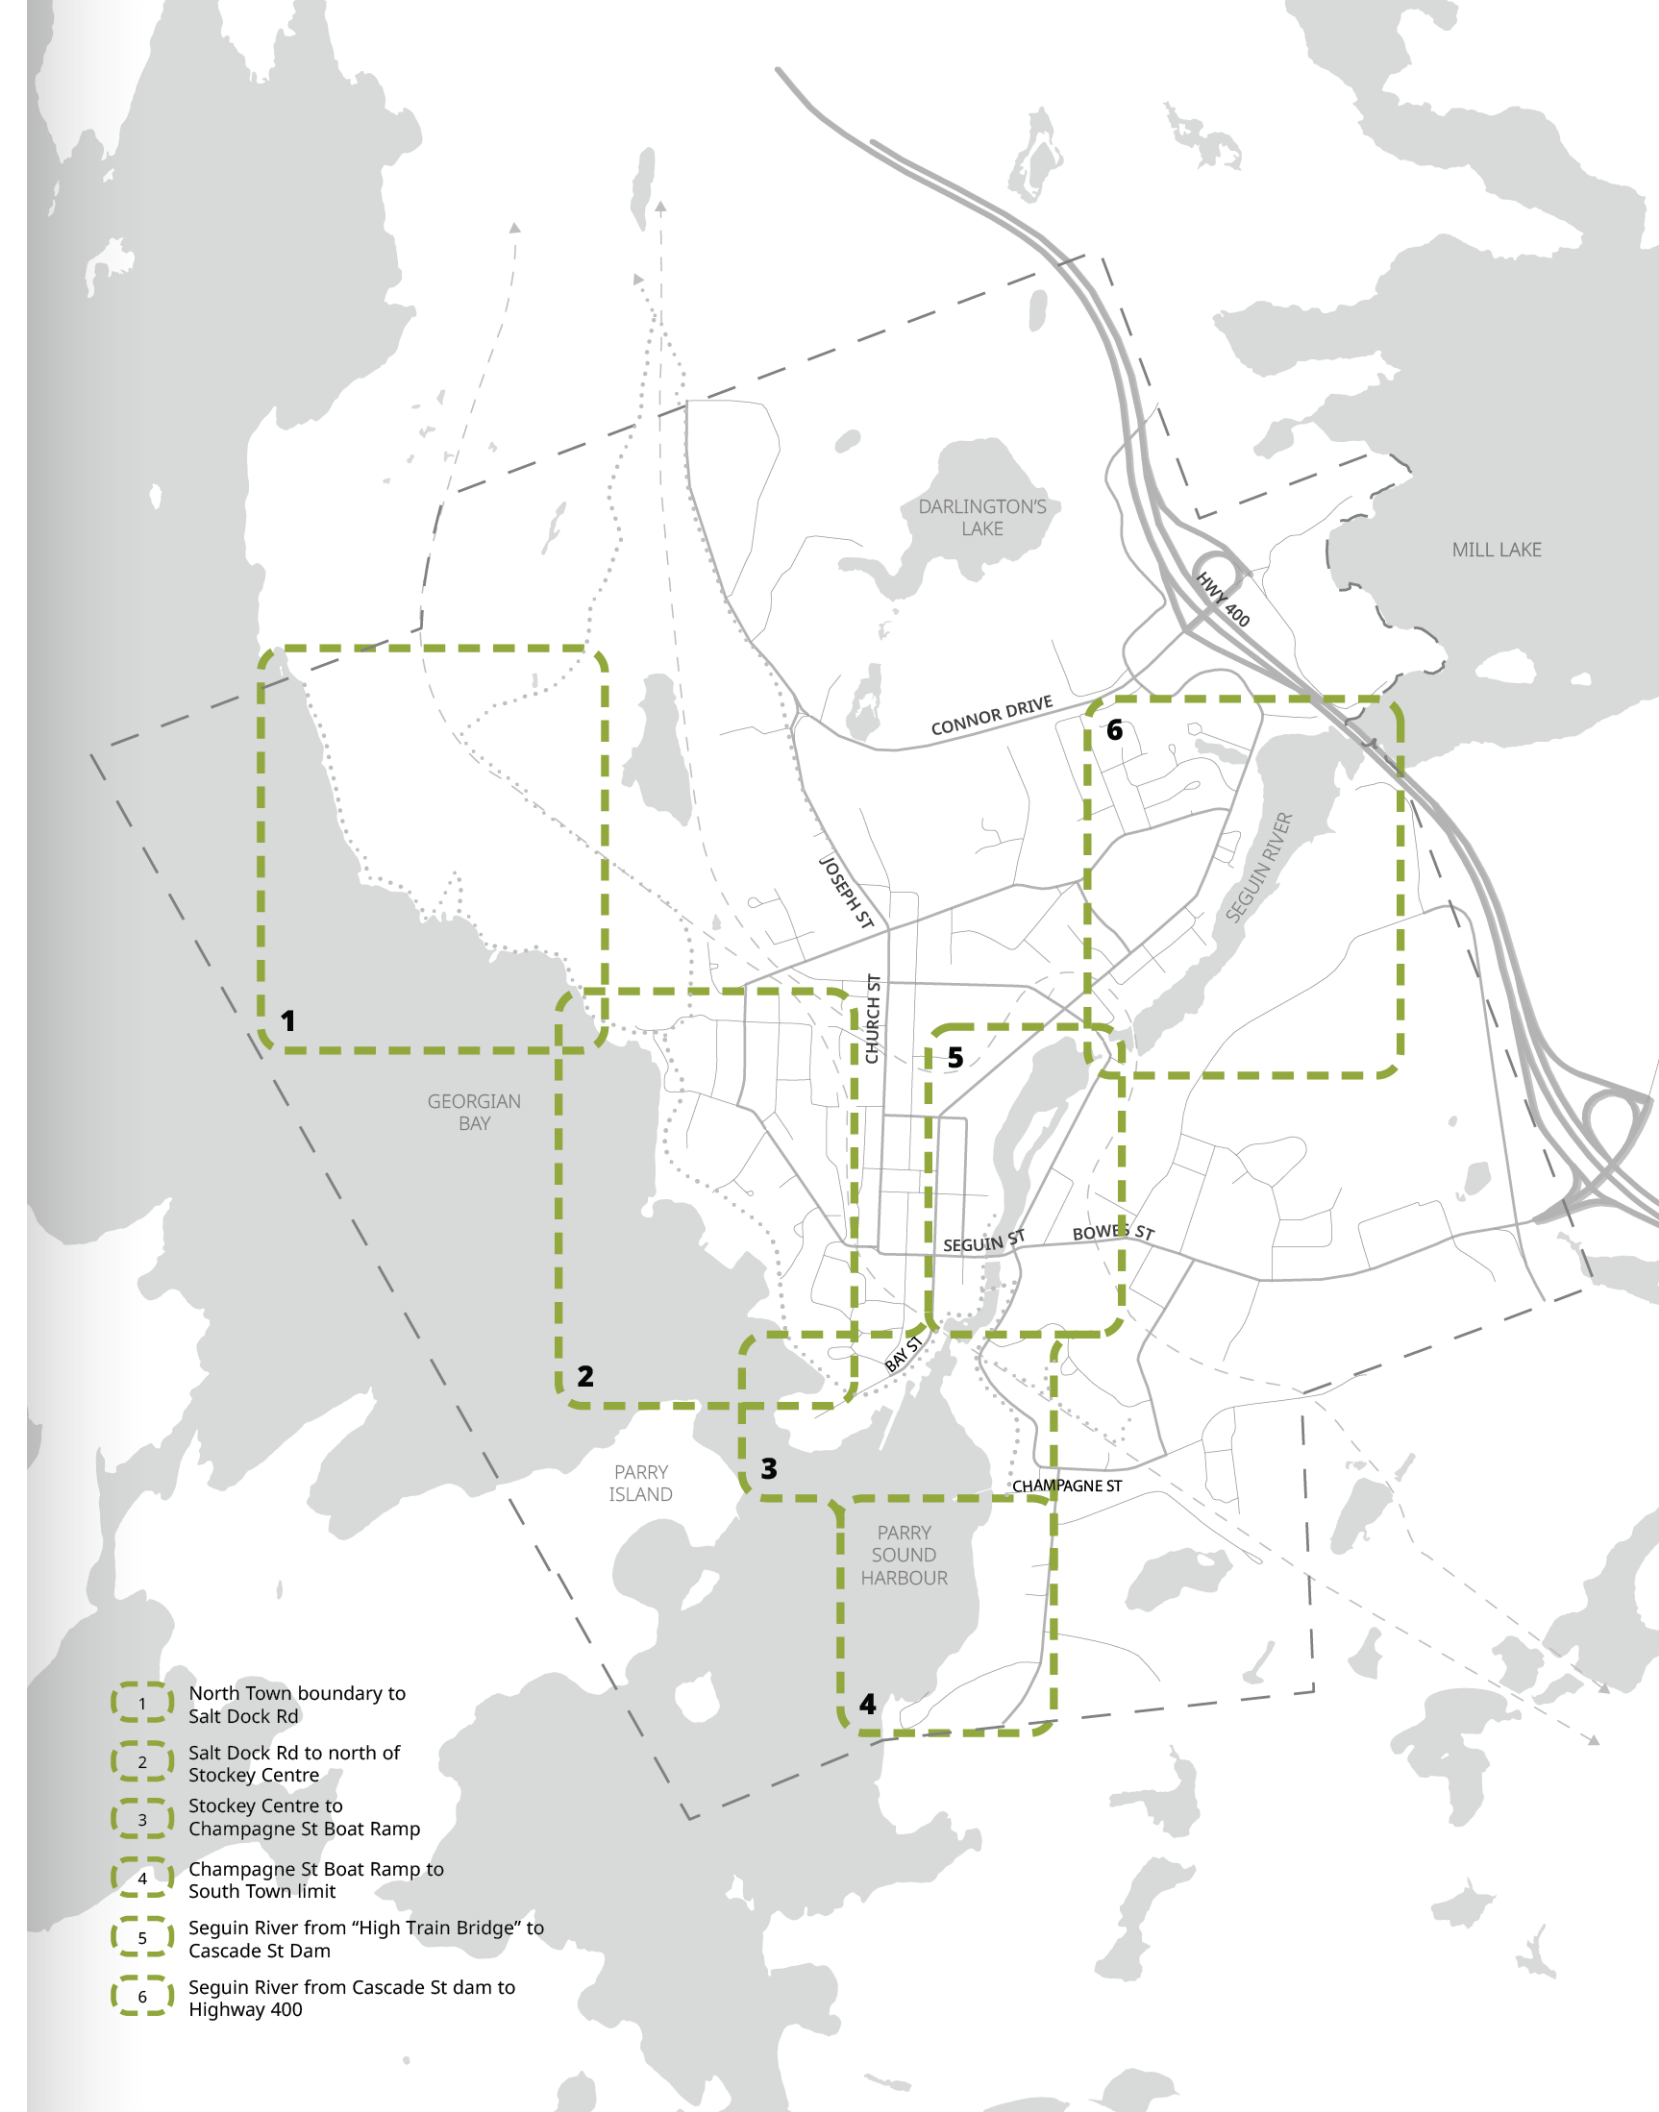 DARLINGTON'S
LAKE
MILL LAKE
HWY 400
CONNOR DRIVE
6
SEGUIN RIVER
JOSEPH ST
CHURCH ST
1
5
GEORGIAN
BAY
SEGUIN ST
BOWES ST
BAY ST
2
3
PARRY
ISLAND
CHAMPAGNE ST
PARRY
SOUND
HARBOUR
4
1 North Town boundary to
Salt Dock Rd
2 Salt Dock Rd to north of
Stockey Centre
3 Stockey Centre to
Champagne St Boat Ramp
4 Champagne St Boat Ramp to
South Town limit
5 Seguin River from “High Train Bridge” to
Cascade St Dam
6 Seguin River from Cascade St dam to
Highway 400